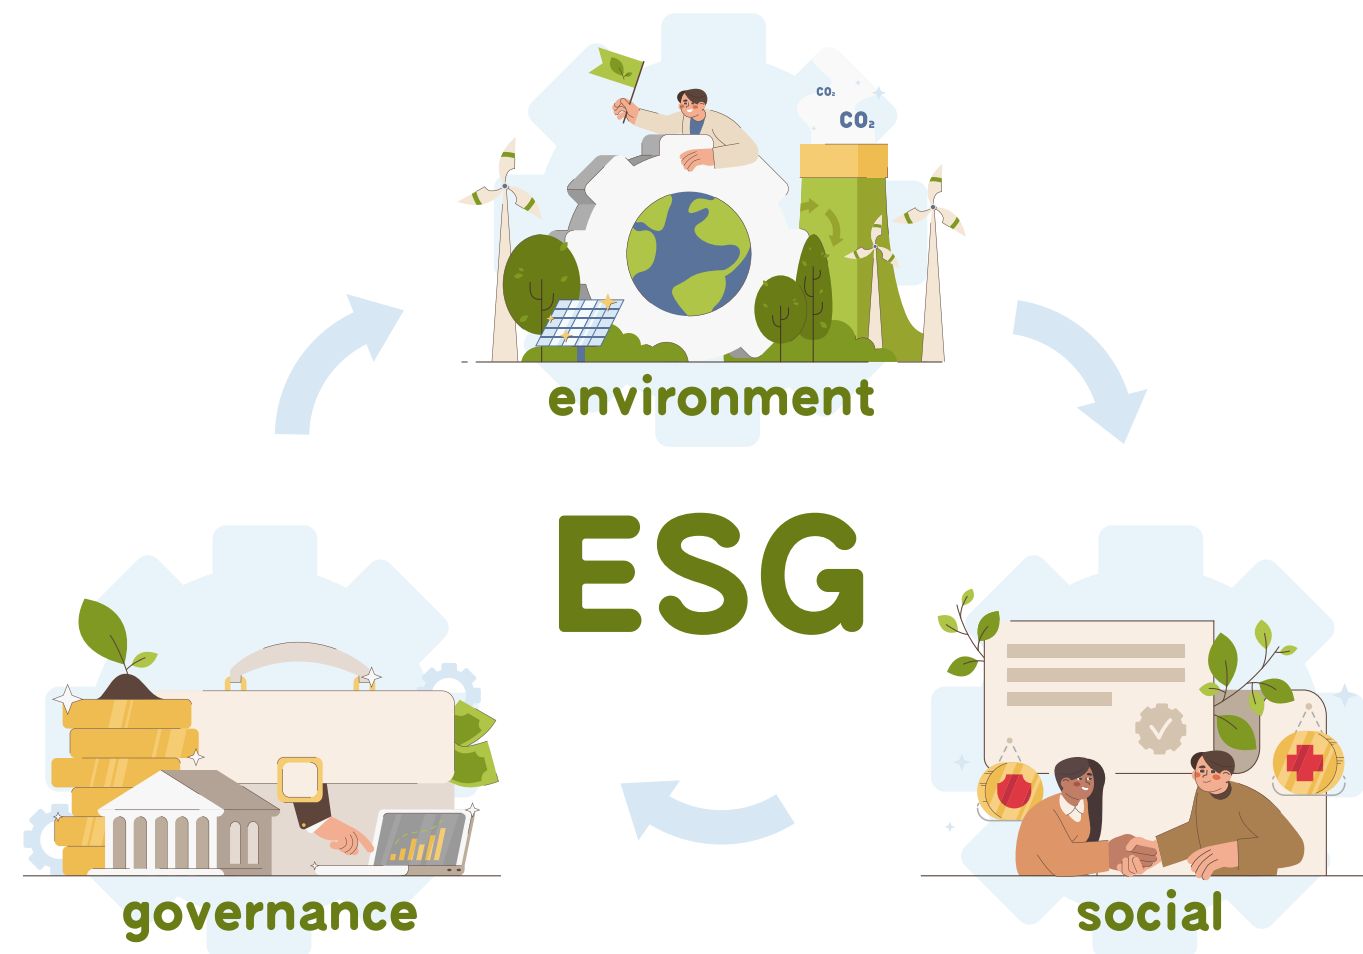 CO₂
CO₂
environment
ESG
governance
social